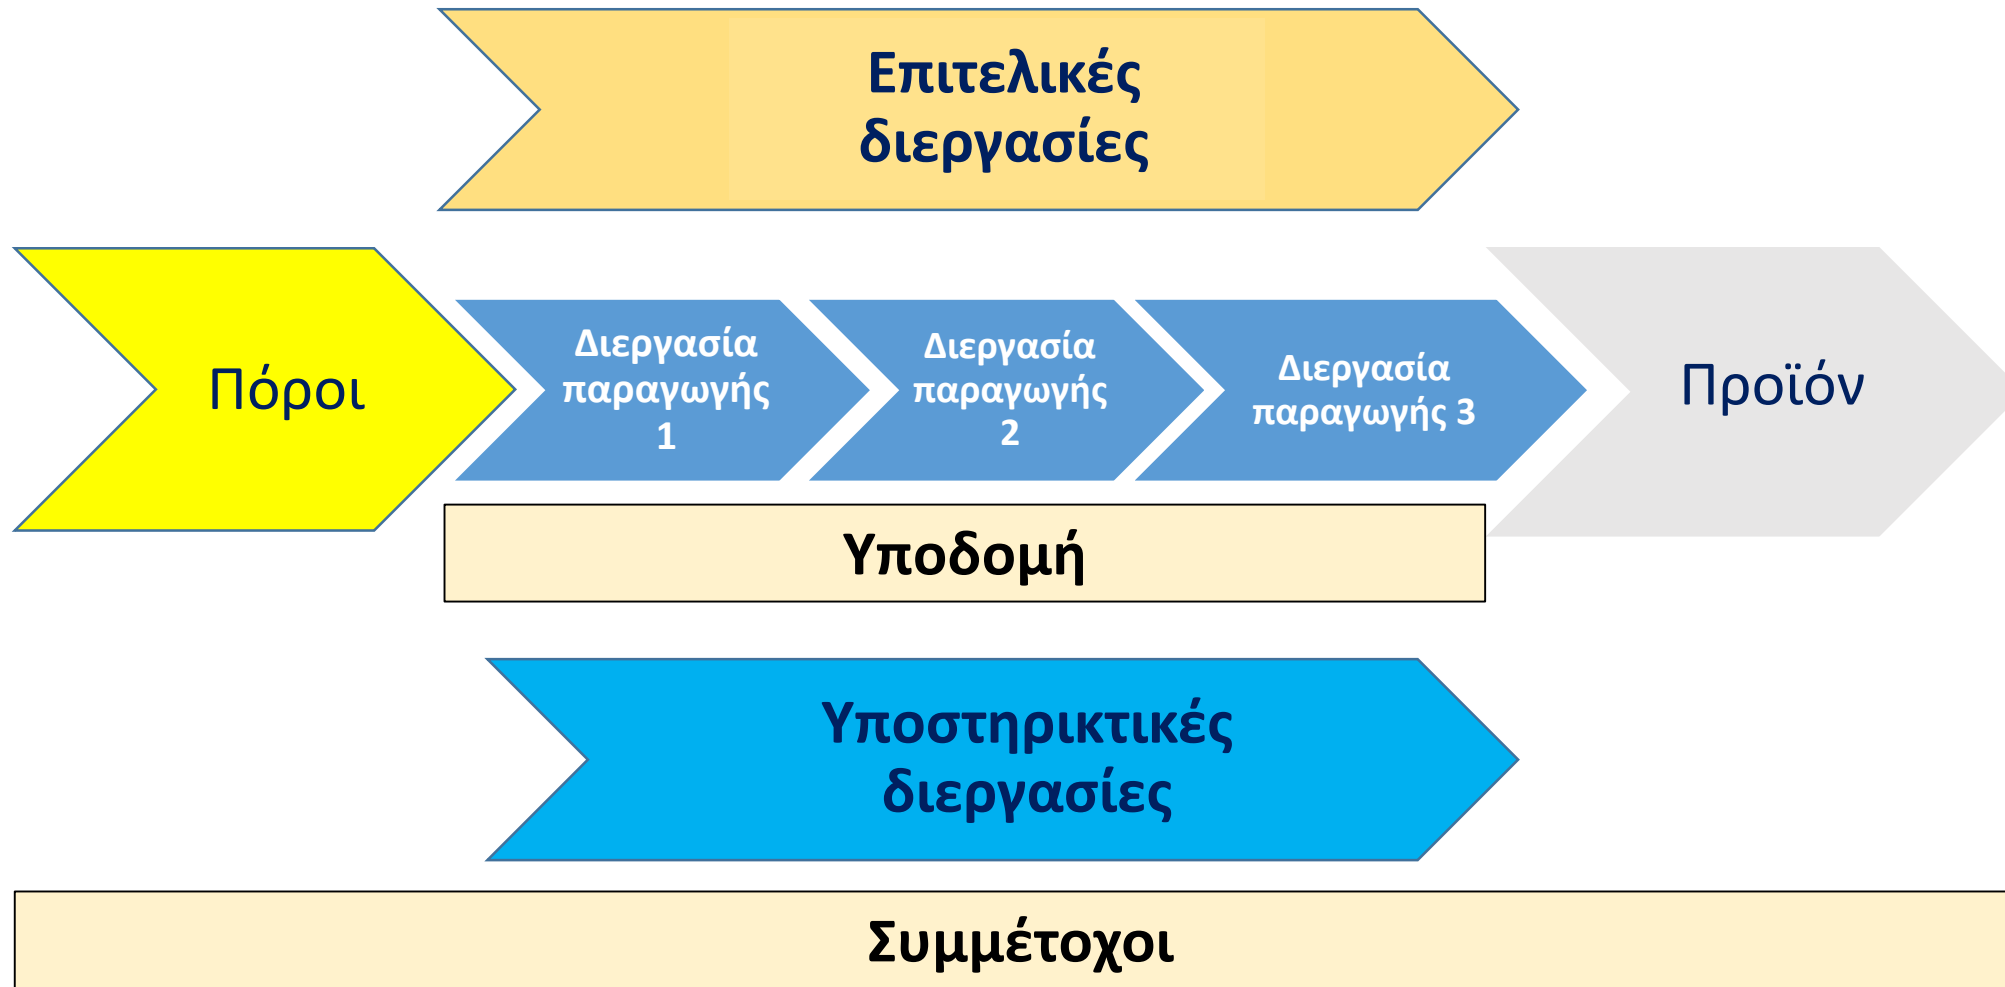 Επιτελικές
διεργασίες
Πόροι
Διεργασία
παραγωγής
1
Διεργασία
παραγωγής
2
Διεργασία
παραγωγής 3
Προϊόν
Υποδομή
Υποστηρικτικές
διεργασίες
Συμμέτοχοι